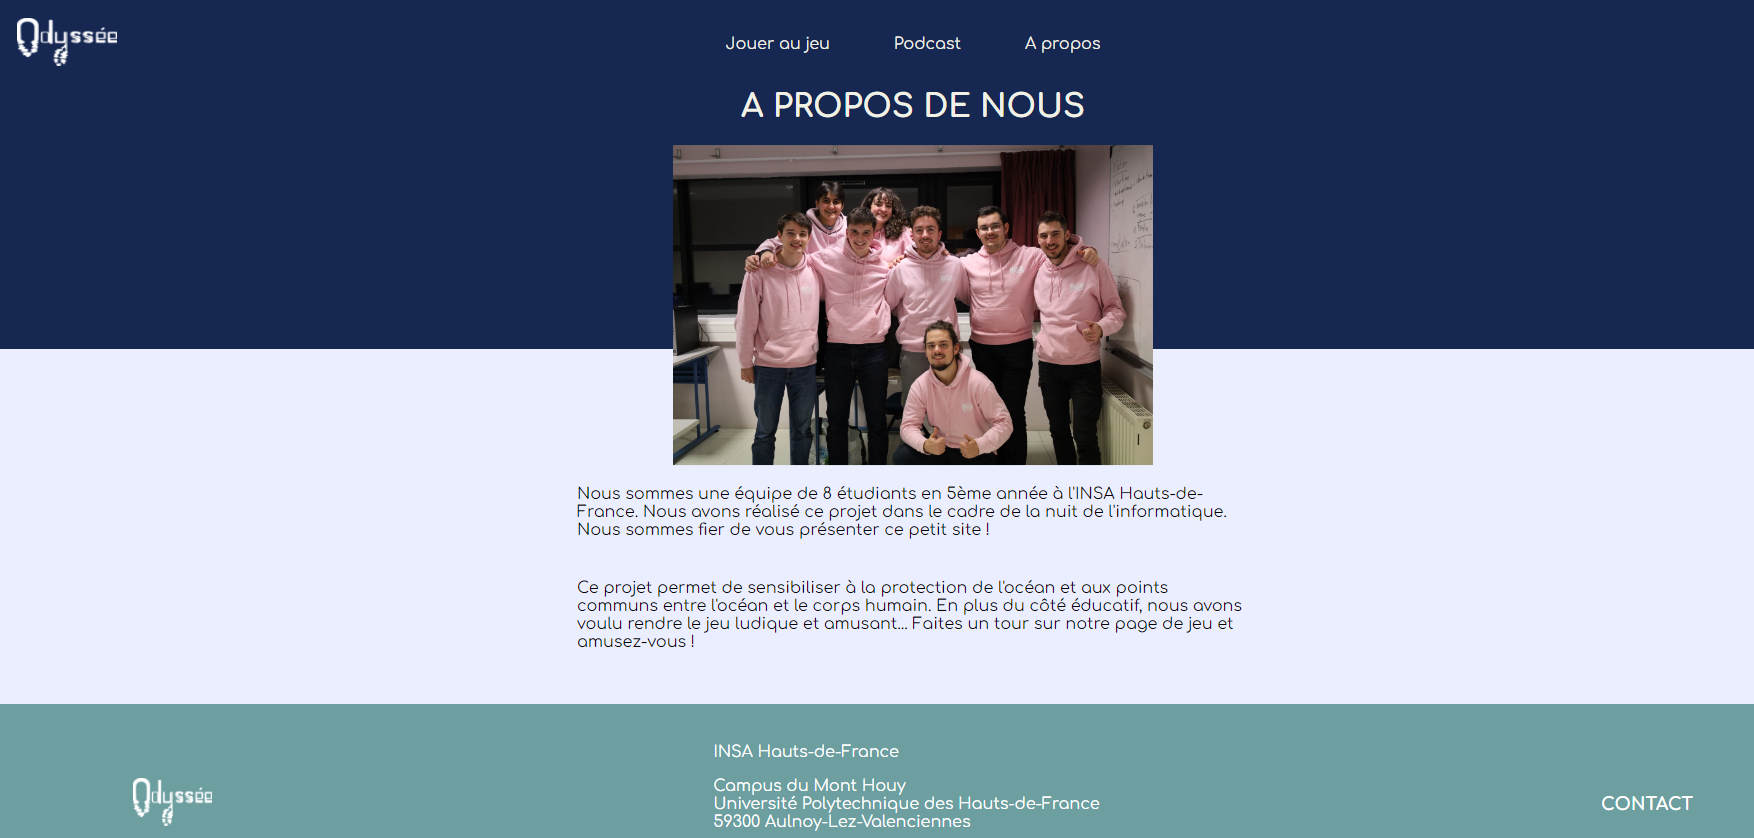 Odyssée
Jouer au jeu
Podcast
A propos
A PROPOS DE NOUS
Nous sommes une équipe de 8 étudiants en 5ème année à l'INSA Hauts-de-
France. Nous avons réalisé ce projet dans le cadre de la nuit de l'informatique.
Nous sommes fier de vous présenter ce petit site !
Ce projet permet de sensibiliser à la protection de l'océan et aux points
communs entre l'océan et le corps humain. En plus du côté éducatif, nous avons
voulu rendre le jeu ludique et amusant... Faites un tour sur notre page de jeu et
amusez-vous !
Odyssée
INSA Hauts-de-France
Campus du Mont Houy
Université Polytechnique des Hauts-de-France
59300 Aulnoy-Lez-Valenciennes
CONTACT